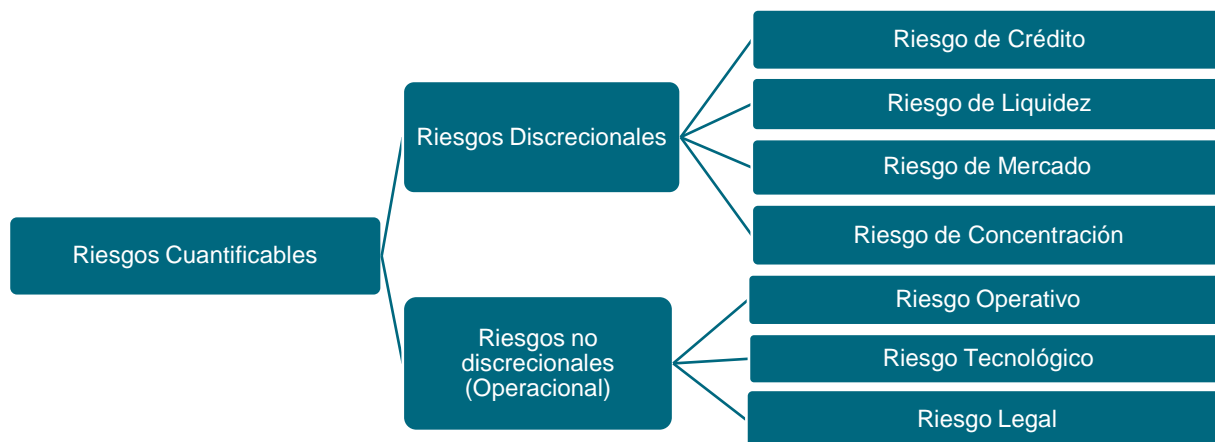 Riesgos Cuantificables
Riesgos Discrecionales
Riesgo de Crédito
Riesgo de Liquidez
Riesgo de Mercado
Riesgo de Concentración
Riesgos no
discrecionales
(Operacional)
Riesgo Operativo
Riesgo Tecnológico
Riesgo Legal